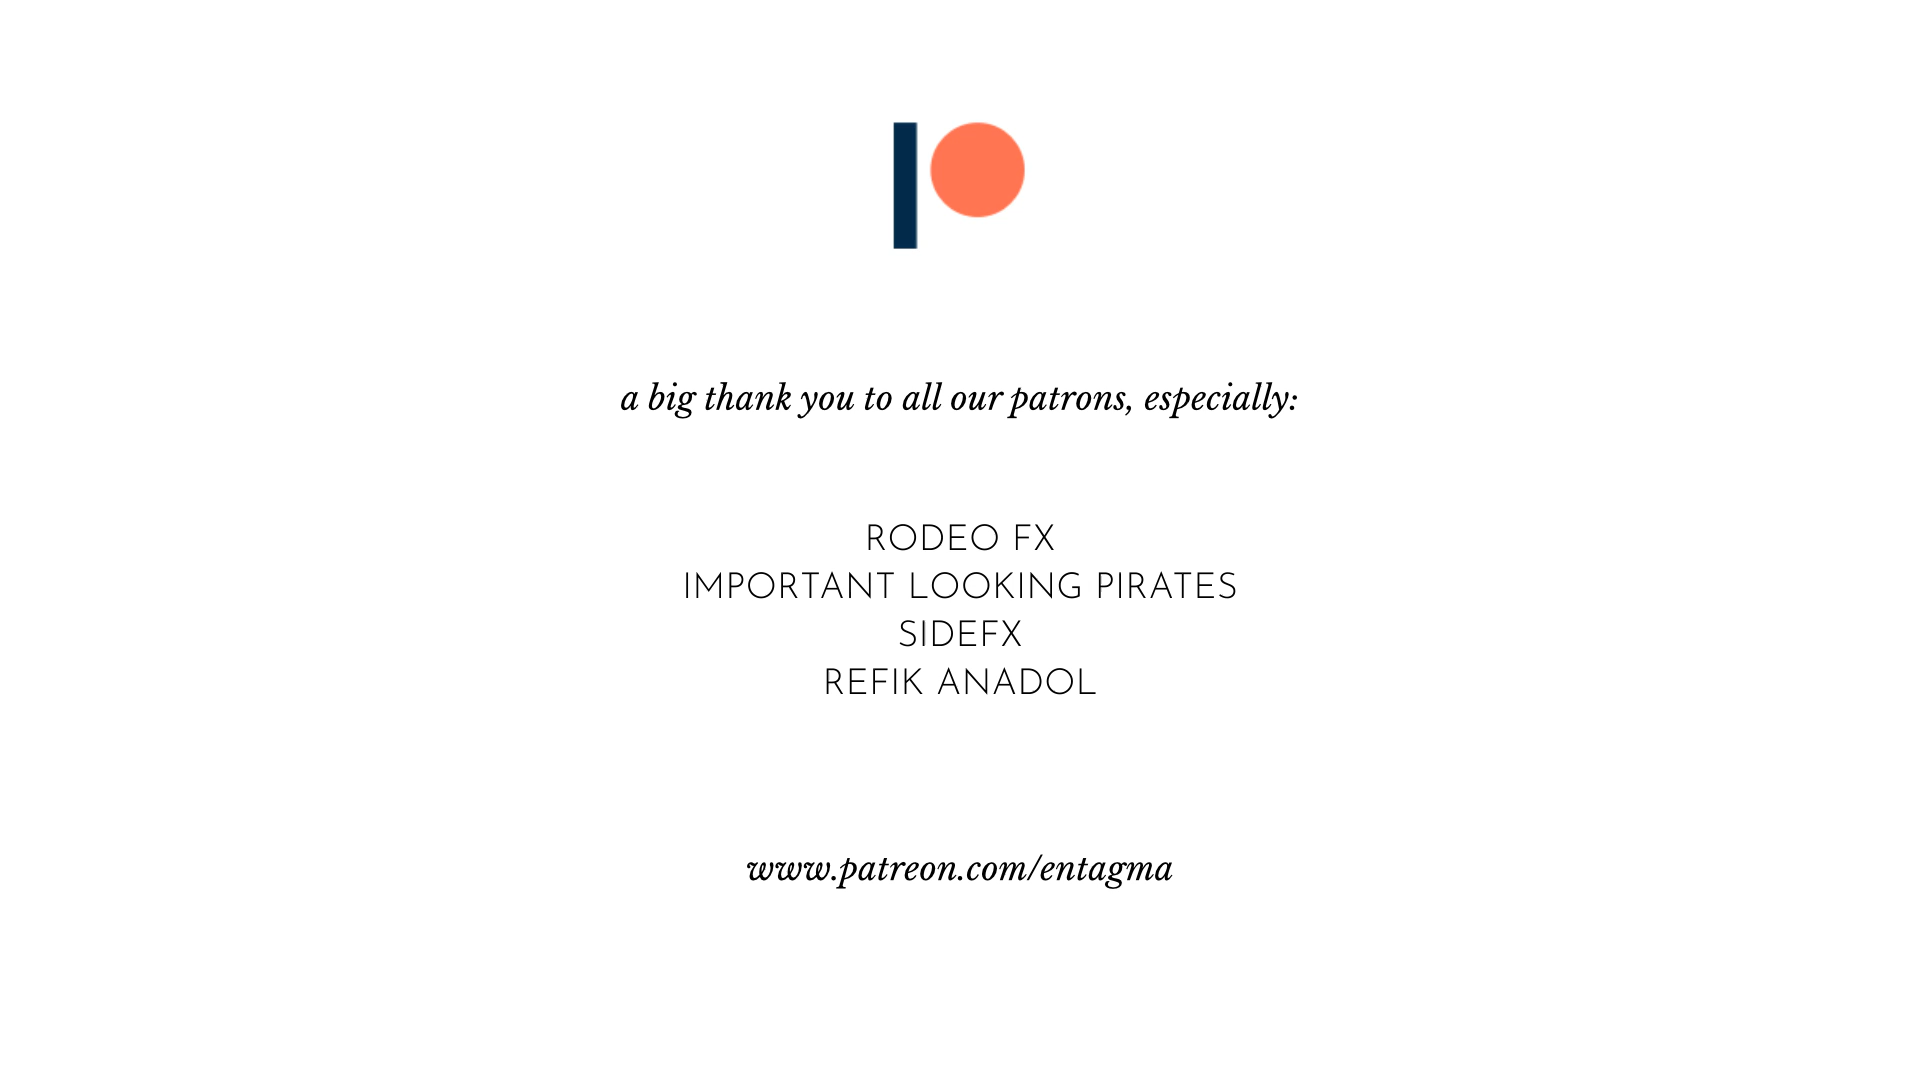 a big thank you to all our patrons, especially:
RODEO FX
IMPORTANT LOOKING PIRATES
SIDEFX
REFIK ANADOL
www.patreon.com/entagma